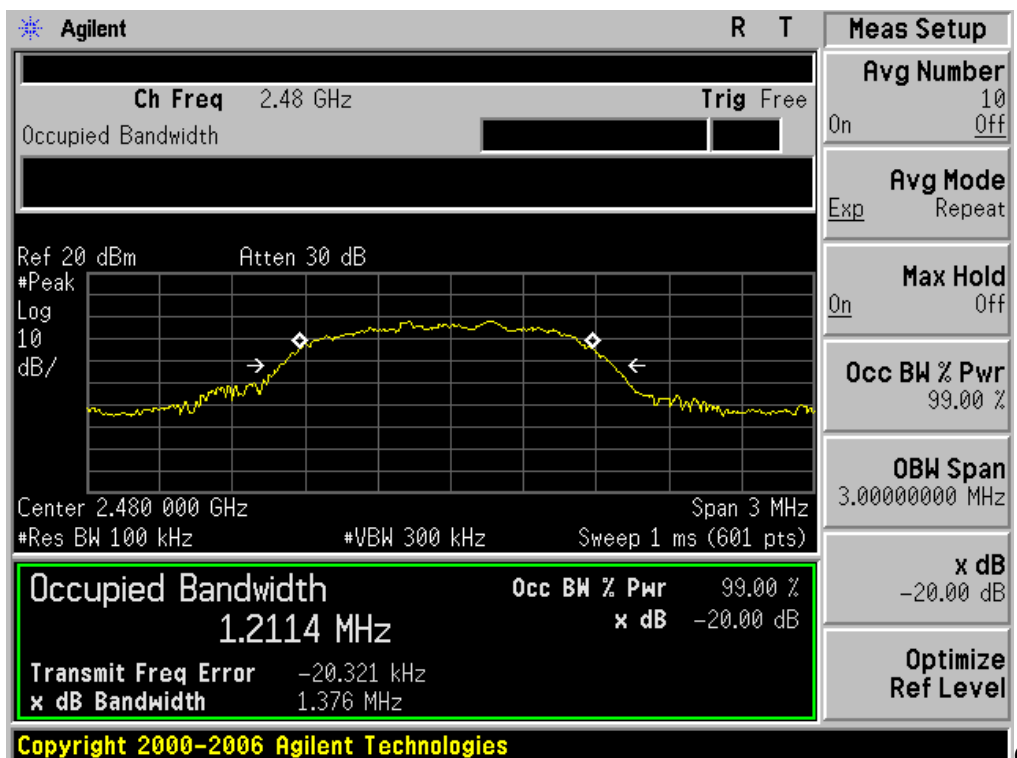 Agilent R T
Ch Freq 2.48 GHz Trig Free
Occupied Bandwidth
Ref 20 dBm Atten 30 dB
#Peak
Log
10
dB/
Center 2.480 000 GHz Span 3 MHz
#Res BW 100 kHz #VBW 300 kHz Sweep 1 ms (601 pts)
Occupied Bandwidth Occ BW % Pwr 99.00 %
1.2114 MHz x dB -20.00 dB
Transmit Freq Error -20.321 kHz
x dB Bandwidth 1.376 MHz
Copyright 2000-2006 Agilent Technologies
Meas Setup
Avg Number
10
On Off
Avg Mode
Exp Repeat
Max Hold
On Off
Occ BW % Pwr
99.00 %
OBW Span
3.00000000 MHz
x dB
-20.00 dB
Optimize
Ref Level